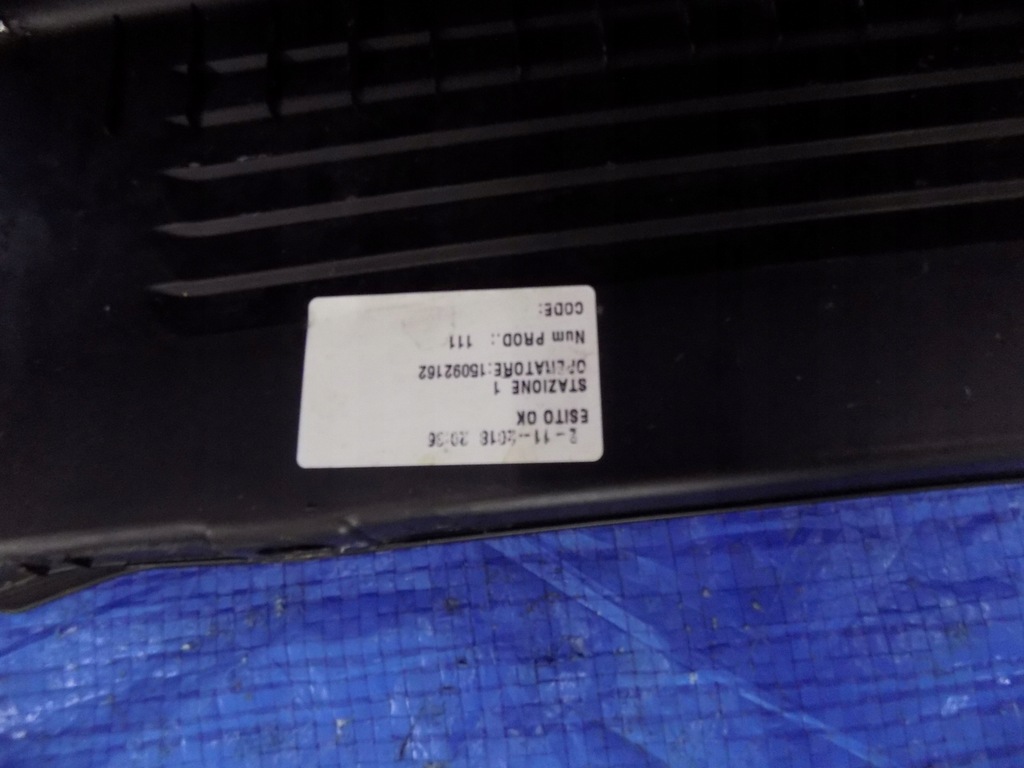 2-11--2018 20:36
ESITO OK
STAZIONE 1
OPERATORE:15092162
Num PROD.: 111
CODE: